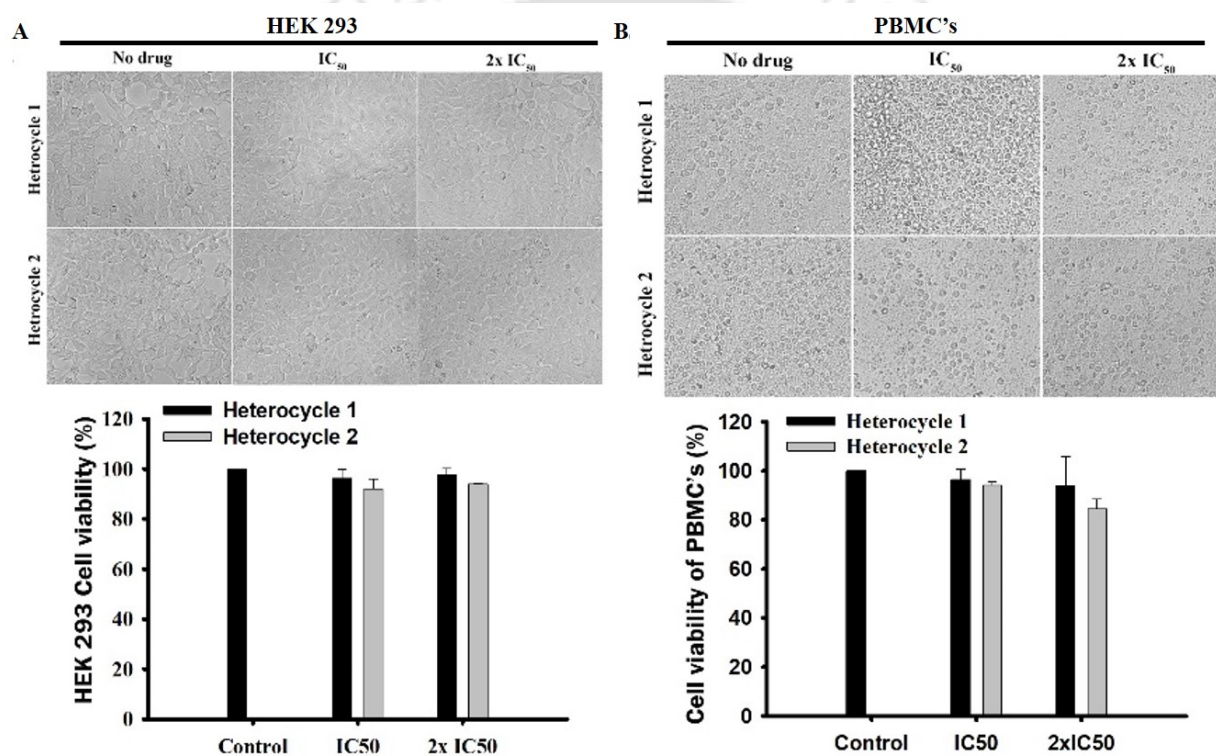 A
HEK 293
No drug
IC50
2x IC50
Hetrocycle 1
Hetrocycle 2
120
100
80
60
40
20
0
HEK 293 Cell viability (%)
Heterocycle 1
Heterocycle 2
Control
IC50
2x IC50
B
PBMC's
No drug
IC50
2x IC50
Hetrocycle 1
Hetrocycle 2
120
100
80
60
40
20
0
Cell viability of PBMC's (%)
Heterocycle 1
Heterocycle 2
Control
IC50
2xIC50